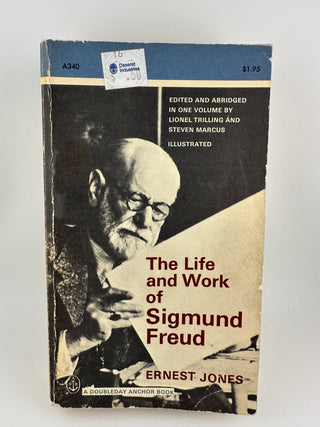 A340
Deseret
Industries
.50
$1.95
EDITED AND ABRIDGED
IN ONE VOLUME BY
LIONEL TRILLING AND
STEVEN MARCUS
ILLUSTRATED
The Life
and Work
of
Sigmund
Freud
ERNEST JONES
A DOUBLEDAY ANCHOR BOOK